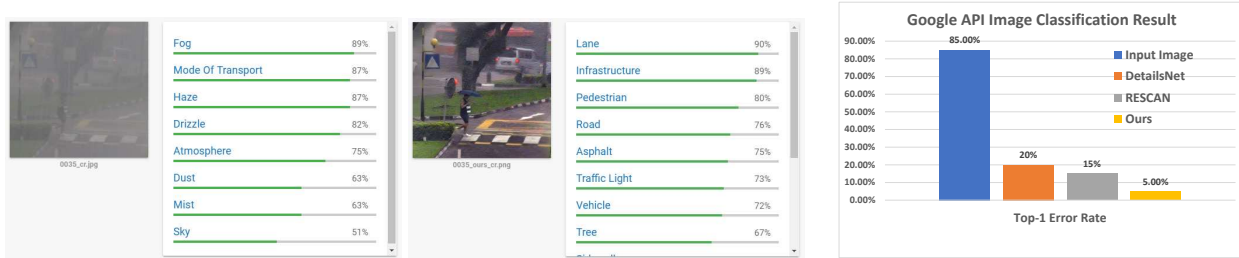 Fog 89%
Mode Of Transport 87%
Haze 87%
Drizzle 82%
Atmosphere 75%
Dust 63%
Mist 63%
Sky 51%
0035_cr.jpg
Lane 90%
Infrastructure 89%
Pedestrian 80%
Road 76%
Asphalt 75%
Traffic Light 73%
Vehicle 72%
Tree 67%
0035_ours_cr.png
Google API Image Classification Result
90.00%
80.00%
70.00%
60.00%
50.00%
40.00%
30.00%
20.00%
10.00%
0.00%
85.00%
20%
15%
5.00%
Input Image
DetailsNet
RESCAN
Ours
Top-1 Error Rate